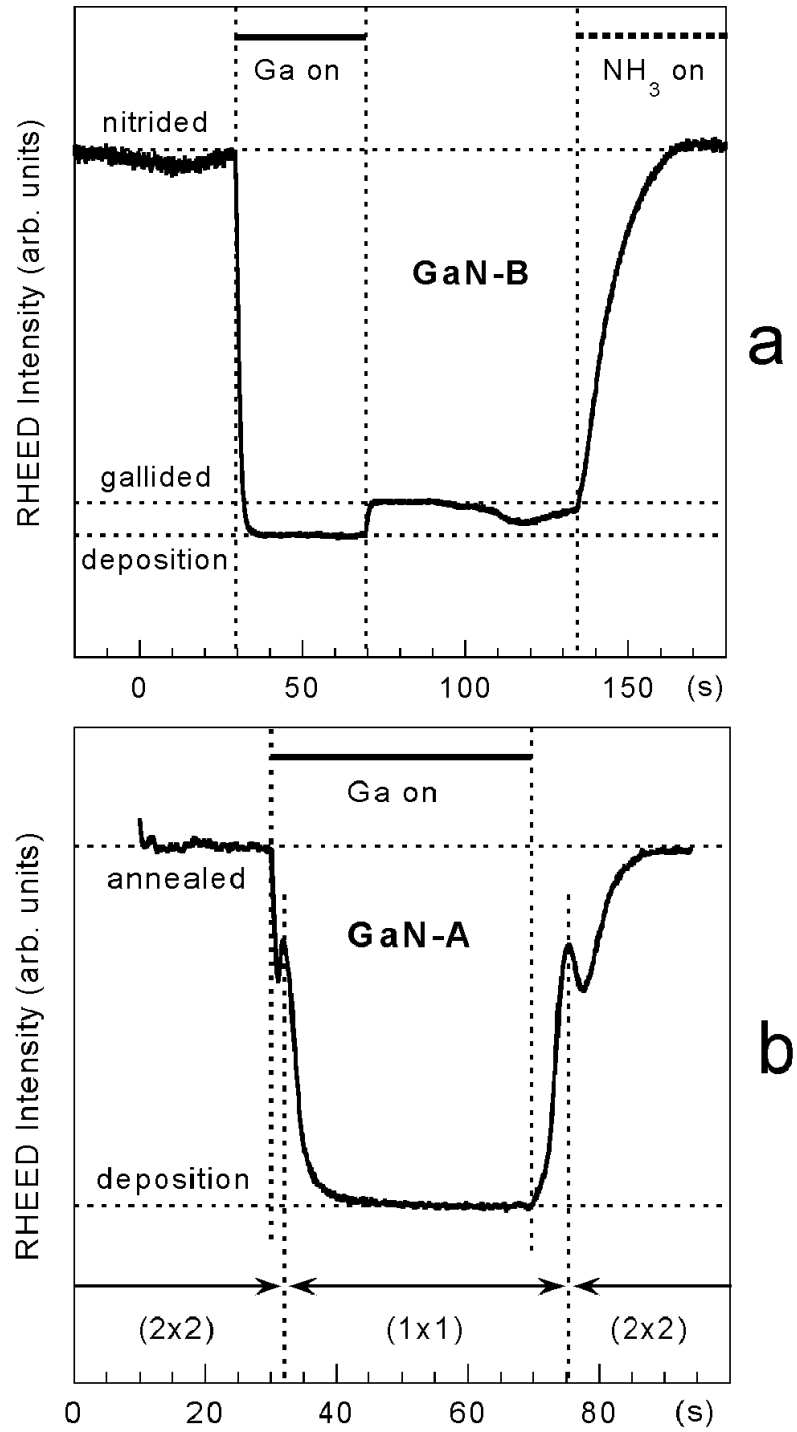 Ga on
NH3 on
nitrided
GaN-B
gallided
deposition
RHEED Intensity (arb. units)
0 50 100 150 (s)
a
Ga on
annealed
GaN-A
deposition
RHEED Intensity (arb. units)
(2x2) (1x1) (2x2)
0 20 40 60 80 (s)
b